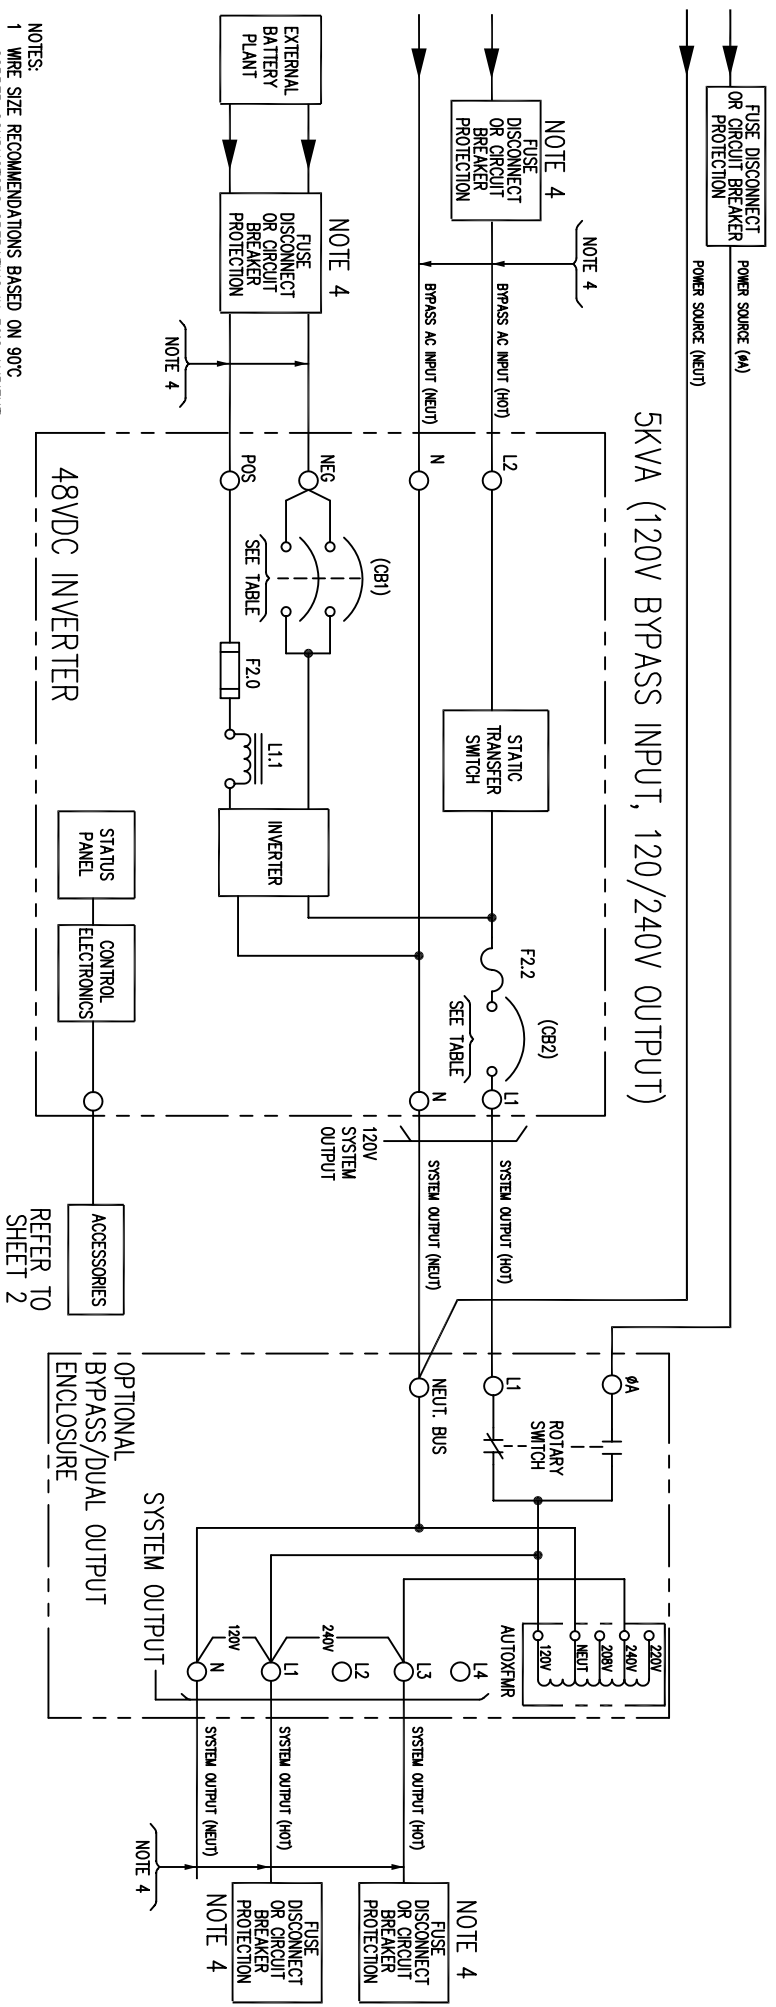 FUSE DISCONNECT
OR CIRCUIT BREAKER
PROTECTION
POWER SOURCE (øA)
POWER SOURCE (NEUT)
5KVA (120V BYPASS INPUT, 120/240V OUTPUT)
NOTE 4
FUSE
DISCONNECT
OR CIRCUIT
BREAKER
PROTECTION
NOTE 4
BYPASS AC INPUT (HOT)
BYPASS AC INPUT (NEUT)
L2
N
STATIC
TRANSFER
SWITCH
F2.2
(CB2)
SEE TABLE
L1
N
120V
SYSTEM
OUTPUT
SYSTEM OUTPUT (HOT)
SYSTEM OUTPUT (NEUT)
EXTERNAL
BATTERY
PLANT
NOTE 4
FUSE
DISCONNECT
OR CIRCUIT
BREAKER
PROTECTION
NOTE 4
NEG
POS
(CB1)
SEE TABLE
F2.0
L1.1
INVERTER
48VDC INVERTER
STATUS
PANEL
CONTROL
ELECTRONICS
ACCESSORIES
REFER TO
SHEET 2
øA
L1
NEUT. BUS
ROTARY
SWITCH
220V
240V
208V
NEUT
120V
AUTOXFMR
L4
L3
L2
L1
N
240V
120V
SYSTEM OUTPUT
OPTIONAL
BYPASS/DUAL OUTPUT
ENCLOSURE
SYSTEM OUTPUT (HOT)
SYSTEM OUTPUT (HOT)
SYSTEM OUTPUT (NEUT)
NOTE 4
NOTE 4
FUSE
DISCONNECT
OR CIRCUIT
BREAKER
PROTECTION
FUSE
DISCONNECT
OR CIRCUIT
BREAKER
PROTECTION
NOTE 4
NOTES:
1 WIRE SIZE RECOMMENDATIONS BASED ON 90°C